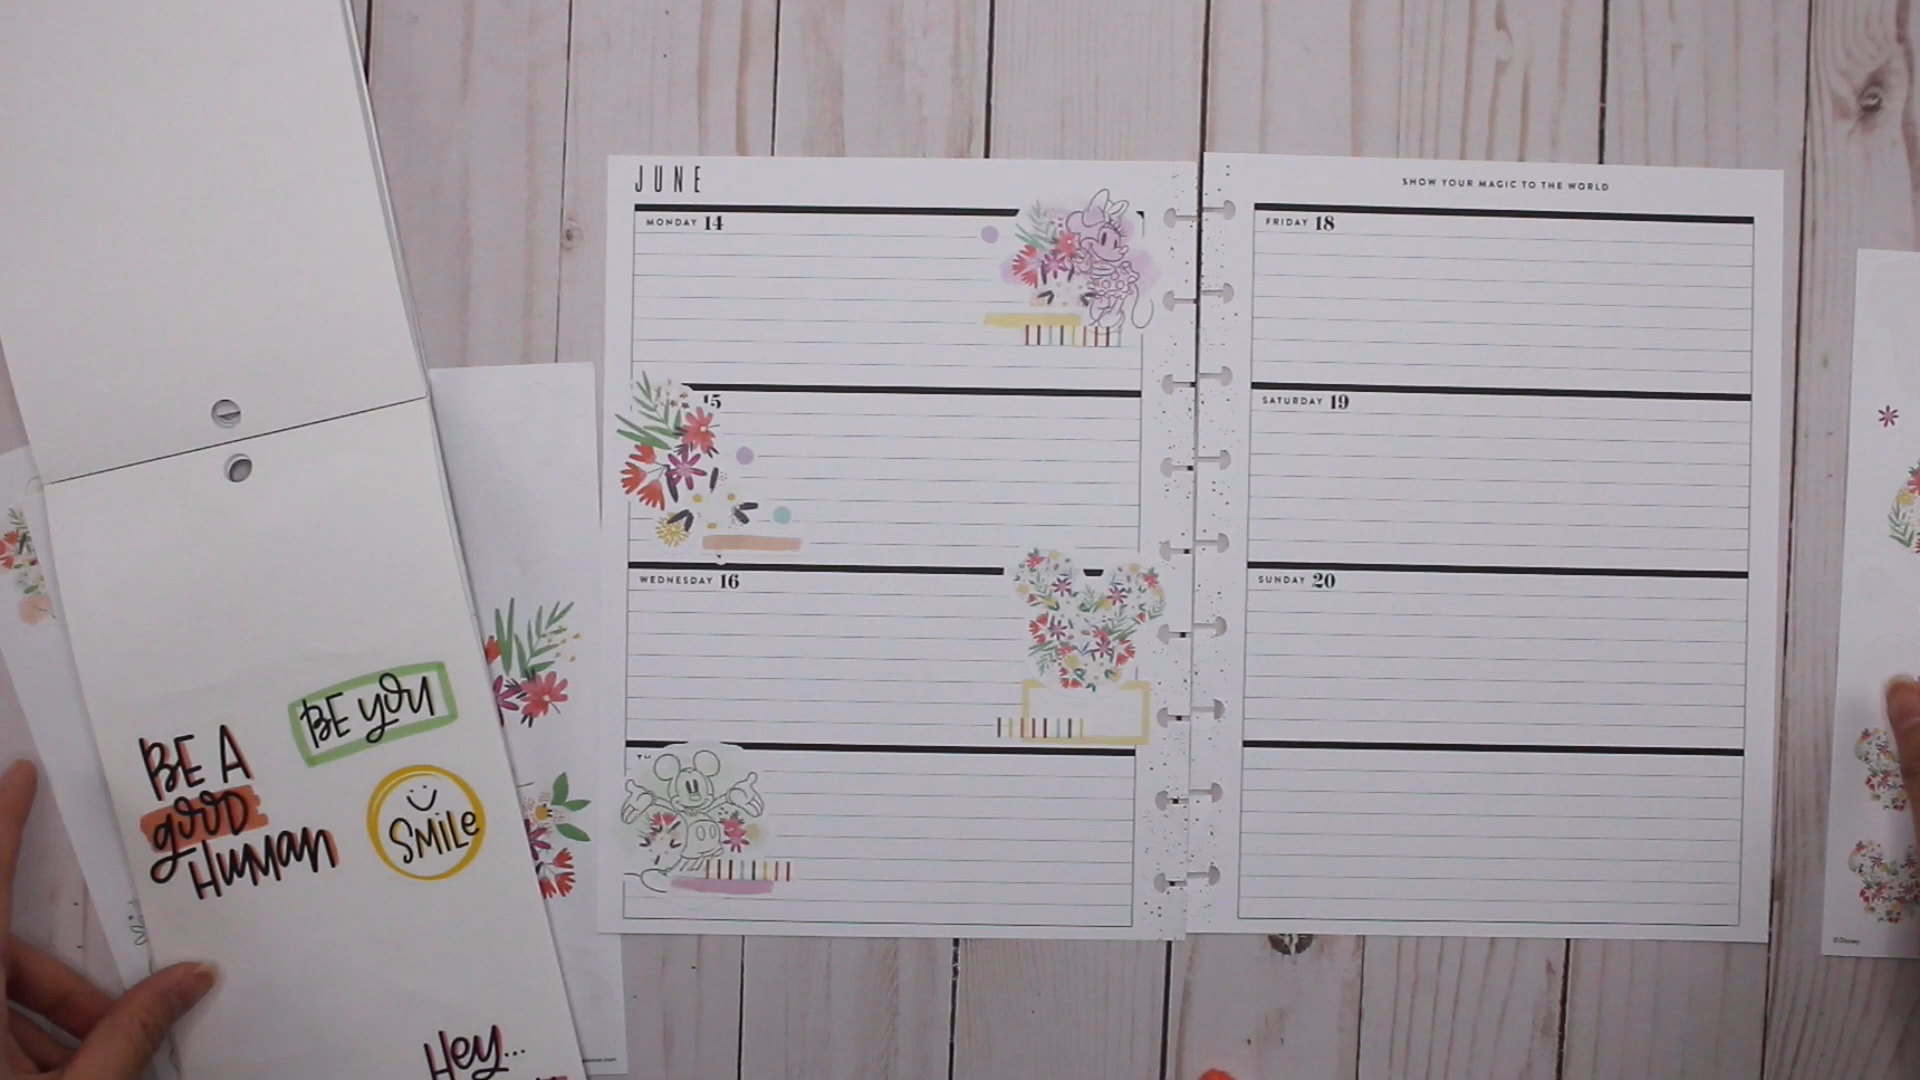 JUNE
MONDAY 14
15
WEDNESDAY 16
SHOW YOUR MAGIC TO THE WORLD
FRIDAY 18
SATURDAY 19
SUNDAY 20
BE YOU
BE A
good
HUMAN
SMILE
Hey...
©Disney